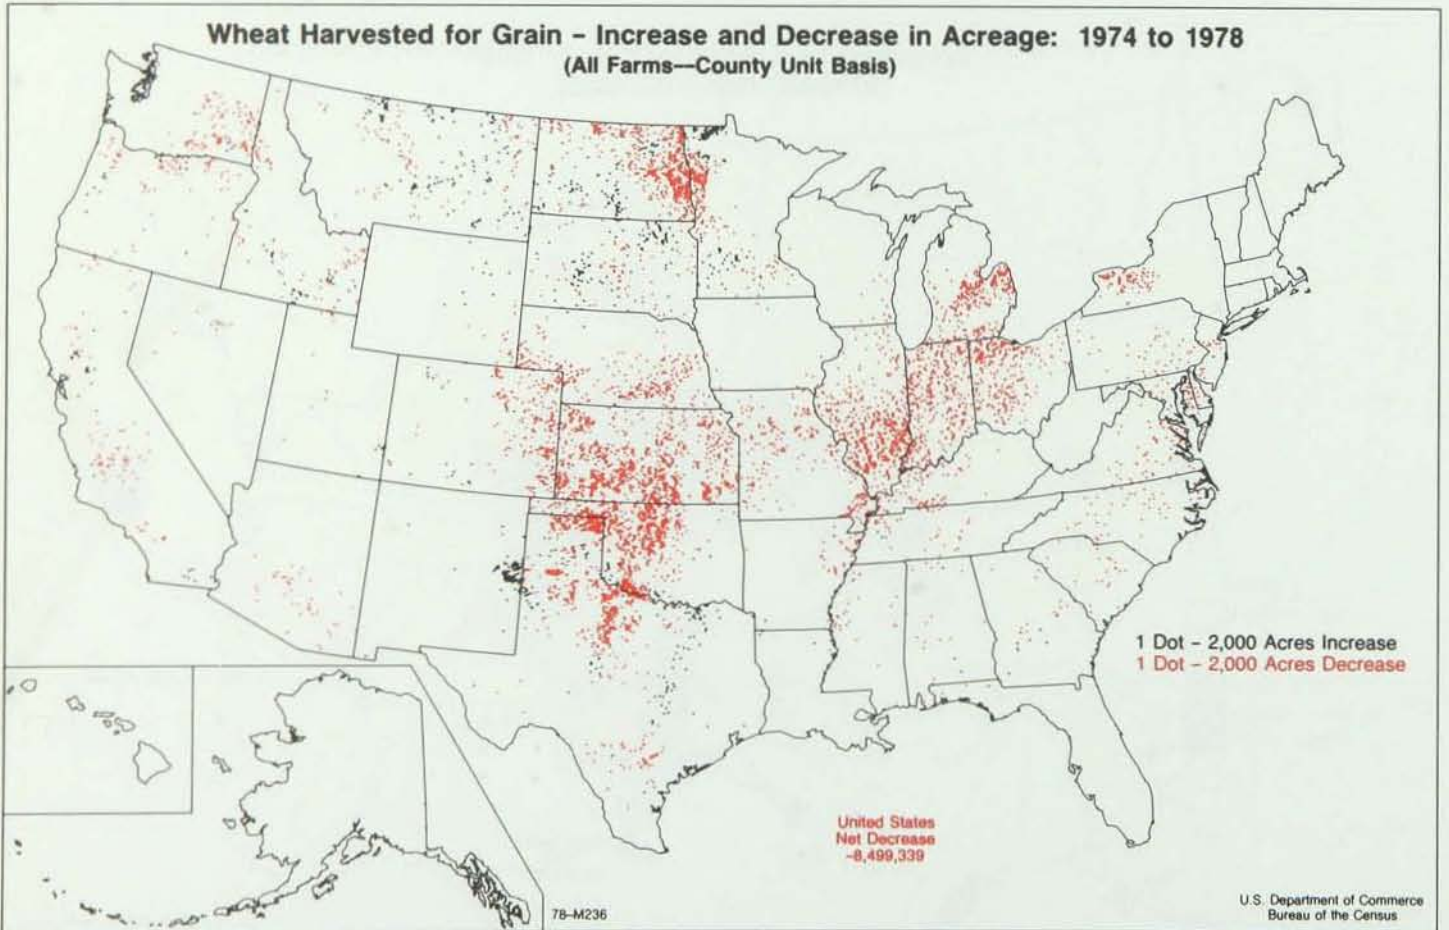 Wheat Harvested for Grain – Increase and Decrease in Acreage: 1974 to 1978
(All Farms—County Unit Basis)
1 Dot – 2,000 Acres Increase
1 Dot – 2,000 Acres Decrease
United States
Net Decrease
-8,499,339
78-M236
U.S. Department of Commerce
Bureau of the Census